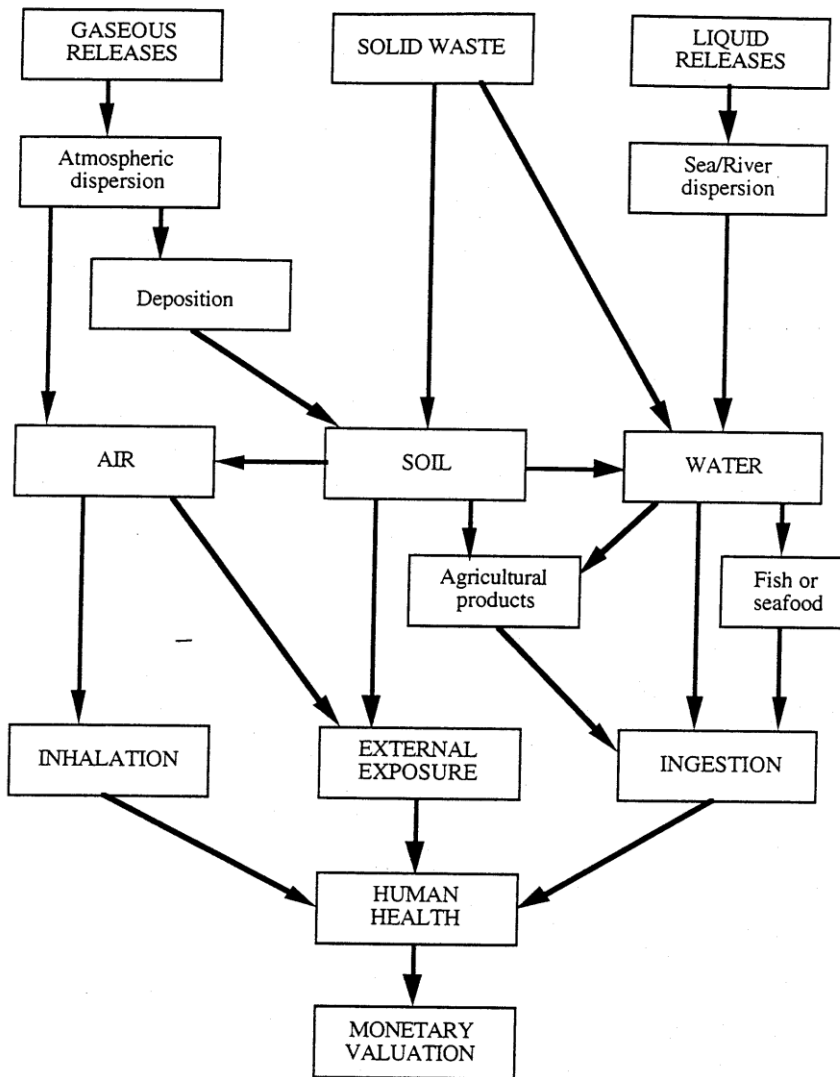 GASEOUS
RELEASES
SOLID WASTE
LIQUID
RELEASES
Atmospheric
dispersion
Sea/River
dispersion
Deposition
AIR
SOIL
WATER
Agricultural
products
Fish or
seafood
INHALATION
EXTERNAL
EXPOSURE
INGESTION
HUMAN
HEALTH
MONETARY
VALUATION